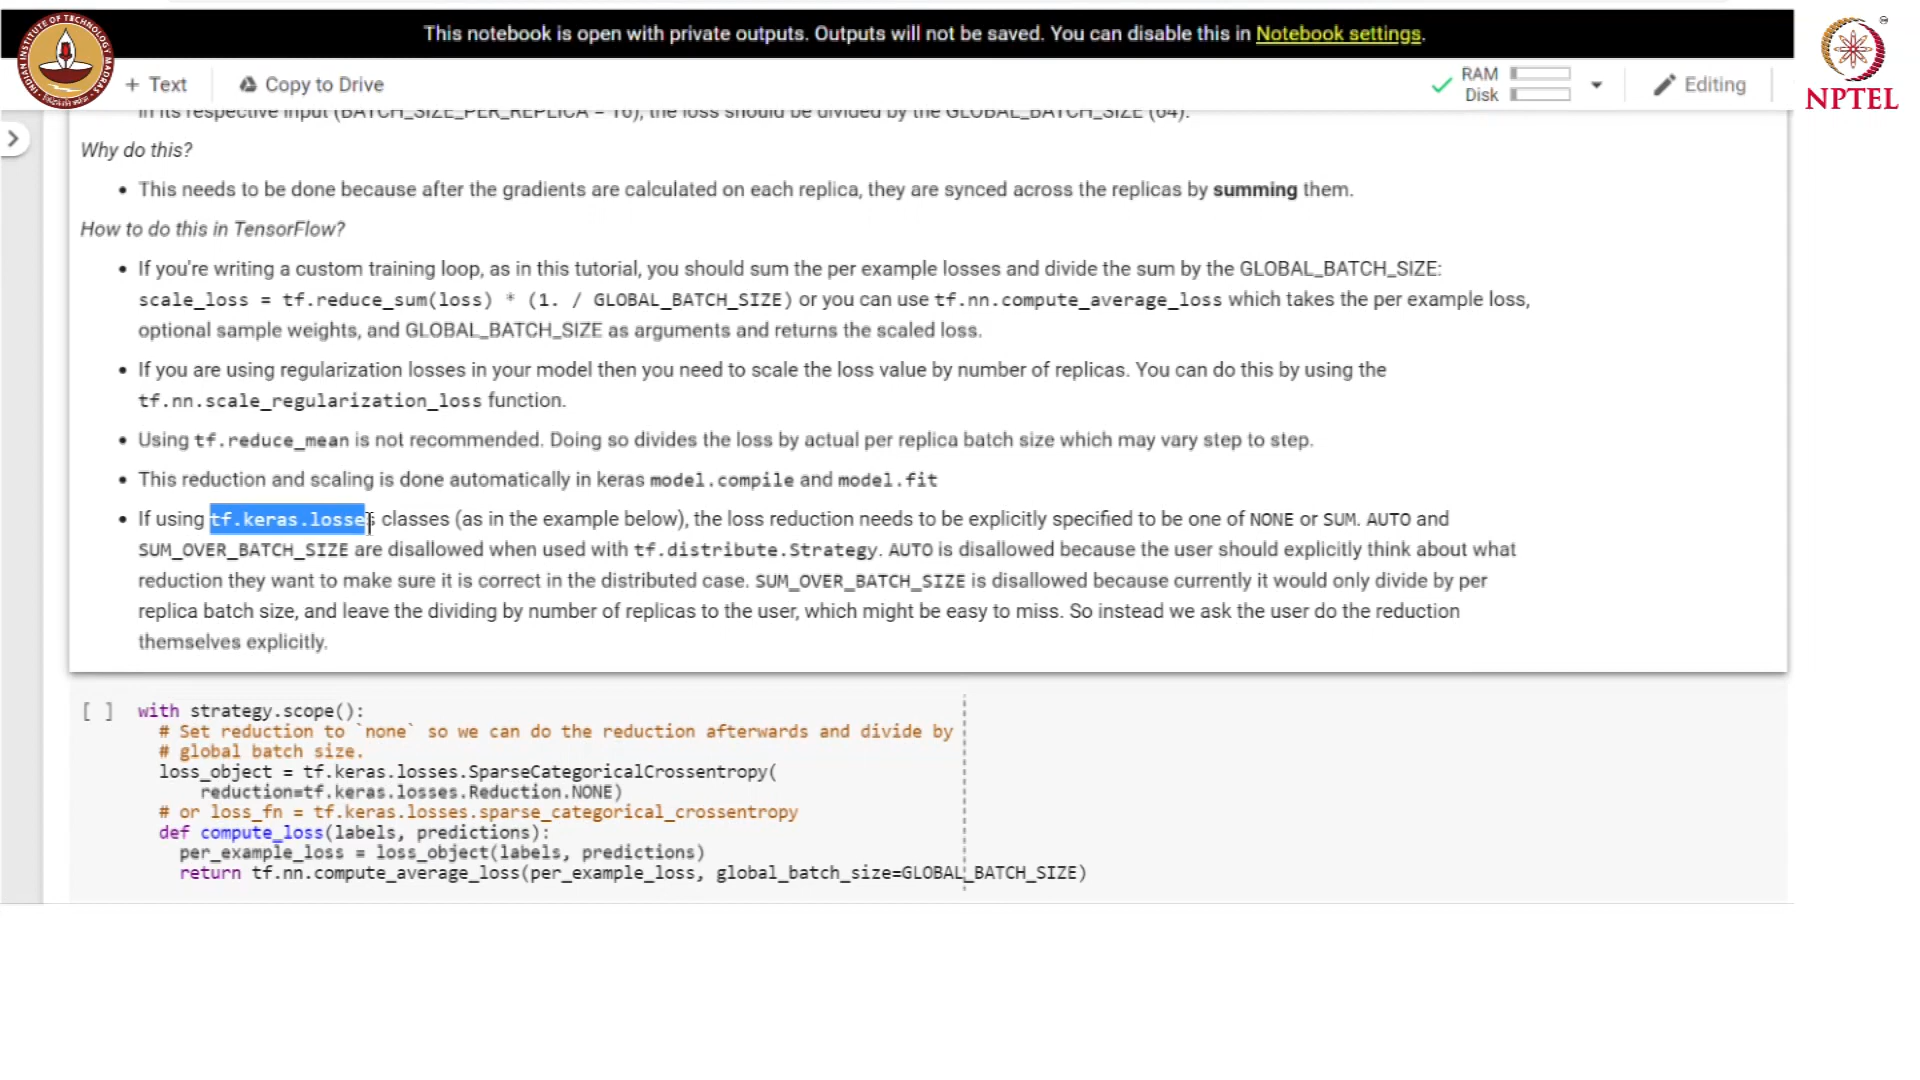 This notebook is open with private outputs. Outputs will not be saved. You can disable this in Notebook settings.
+ Text Copy to Drive RAM Disk Editing
NPTEL
in its respective input (BATCH_SIZE_PER_REPLICA = 16), the loss should be divided by the GLOBAL_BATCH_SIZE (64).
Why do this?
• This needs to be done because after the gradients are calculated on each replica, they are synced across the replicas by summing them.
How to do this in TensorFlow?
• If you're writing a custom training loop, as in this tutorial, you should sum the per example losses and divide the sum by the GLOBAL_BATCH_SIZE:
scale_loss = tf.reduce_sum(loss) * (1. / GLOBAL_BATCH_SIZE) or you can use tf.nn.compute_average_loss which takes the per example loss,
optional sample weights, and GLOBAL_BATCH_SIZE as arguments and returns the scaled loss.
• If you are using regularization losses in your model then you need to scale the loss value by number of replicas. You can do this by using the
tf.nn.scale_regularization_loss function.
• Using tf.reduce_mean is not recommended. Doing so divides the loss by actual per replica batch size which may vary step to step.
• This reduction and scaling is done automatically in keras model.compile and model.fit
• If using tf.keras.losses classes (as in the example below), the loss reduction needs to be explicitly specified to be one of NONE or SUM. AUTO and
SUM_OVER_BATCH_SIZE are disallowed when used with tf.distribute.Strategy. AUTO is disallowed because the user should explicitly think about what
reduction they want to make sure it is correct in the distributed case. SUM_OVER_BATCH_SIZE is disallowed because currently it would only divide by per
replica batch size, and leave the dividing by number of replicas to the user, which might be easy to miss. So instead we ask the user do the reduction
themselves explicitly.
[ ] with strategy.scope():
# Set reduction to `none` so we can do the reduction afterwards and divide by
# global batch size.
loss_object = tf.keras.losses.SparseCategoricalCrossentropy(
reduction=tf.keras.losses.Reduction.NONE)
# or loss_fn = tf.keras.losses.sparse_categorical_crossentropy
def compute_loss(labels, predictions):
per_example_loss = loss_object(labels, predictions)
return tf.nn.compute_average_loss(per_example_loss, global_batch_size=GLOBAL_BATCH_SIZE)